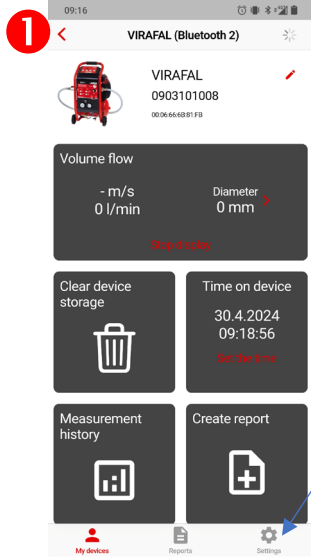 1
09:16
VIRAFAL (Bluetooth 2)
VIRAFAL
0903101008
00:06:66:6B:81:FB
Volume flow
- m/s
0 l/min
Diameter
0 mm
Stop display
Clear device
storage
Time on device
30.4.2024
09:18:56
Set the time
Measurement
history
Create report
My devices
Reports
Settings